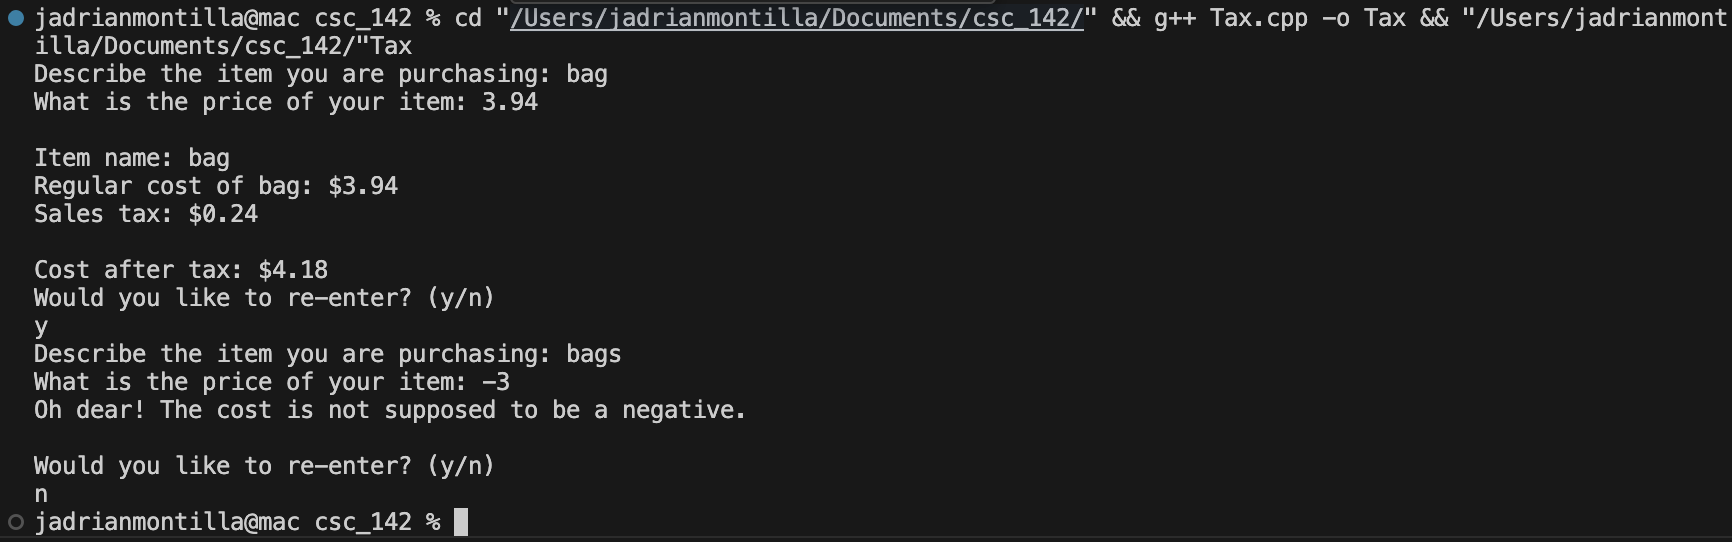 jadrianmontilla@mac csc_142 % cd "/Users/jadrianmontilla/Documents/csc_142/" && g++ Tax.cpp -o Tax && "/Users/jadrianmont
illa/Documents/csc_142/"Tax
Describe the item you are purchasing: bag
What is the price of your item: 3.94
Item name: bag
Regular cost of bag: $3.94
Sales tax: $0.24
Cost after tax: $4.18
Would you like to re-enter? (y/n)
y
Describe the item you are purchasing: bags
What is the price of your item: -3
Oh dear! The cost is not supposed to be a negative.
Would you like to re-enter? (y/n)
n
jadrianmontilla@mac csc_142 %